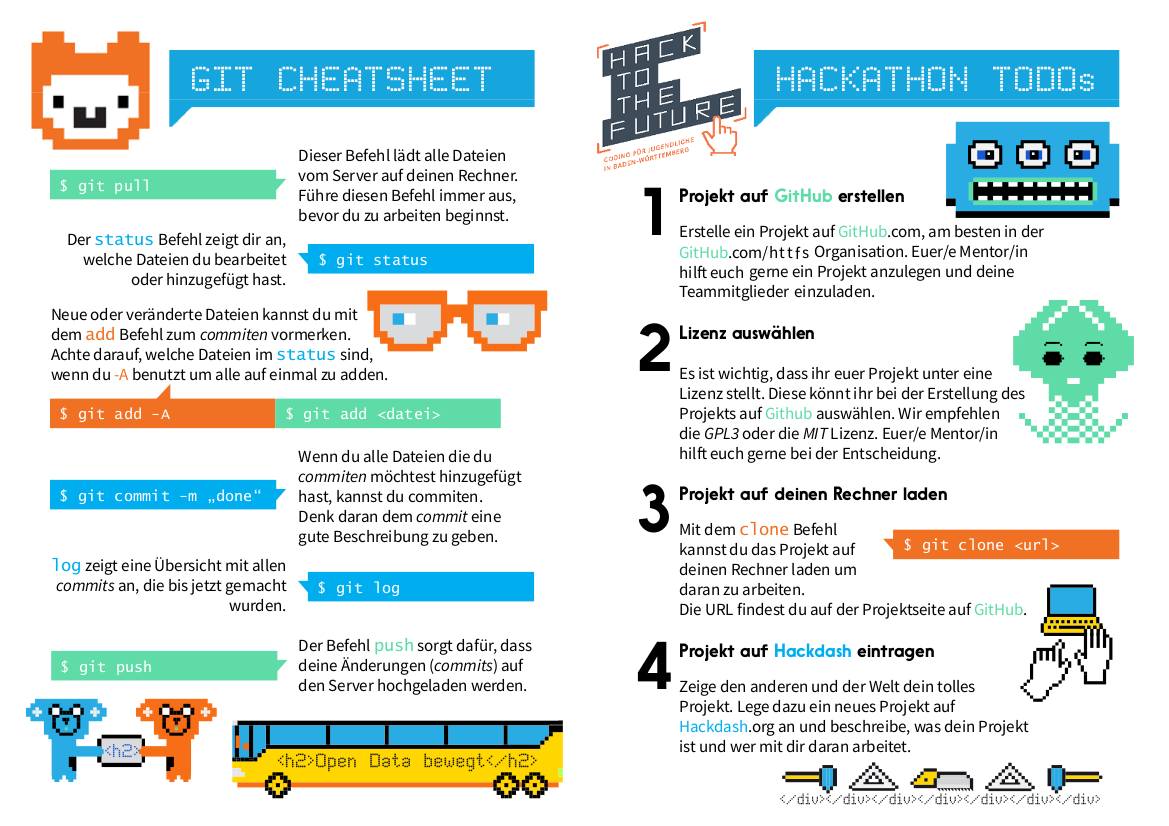 GIT CHEATSHEET
$ git pull
Dieser Befehl lädt alle Dateien
vom Server auf deinen Rechner.
Führe diesen Befehl immer aus,
bevor du zu arbeiten beginnst.
Der status Befehl zeigt dir an,
welche Dateien du bearbeitet
oder hinzugefügt hast.
$ git status
Neue oder veränderte Dateien kannst du mit
dem add Befehl zum commiten vormerken.
Achte darauf, welche Dateien im status sind,
wenn du -A benutzt um alle auf einmal zu adden.
$ git add -A
$ git add <datei>
$ git commit -m „done“
Wenn du alle Dateien die du
commiten möchtest hinzugefügt
hast, kannst du commiten.
Denk daran dem commit eine
gute Beschreibung zu geben.
log zeigt eine Übersicht mit allen
commits an, die bis jetzt gemacht
wurden.
$ git log
$ git push
Der Befehl push sorgt dafür, dass
deine Änderungen (commits) auf
den Server hochgeladen werden.
<h2>
<h2>Open Data bewegt</h2>
HACK
TO
THE
FUTURE
CODING FÜR JUGENDLICHE
IN BADEN-WÜRTTEMBERG
HACKATHON TODOs
1 Projekt auf GitHub erstellen
Erstelle ein Projekt auf GitHub.com, am besten in der
GitHub.com/httfs Organisation. Euer/e Mentor/in
hilft euch gerne ein Projekt anzulegen und deine
Teammitglieder einzuladen.
2 Lizenz auswählen
Es ist wichtig, dass ihr euer Projekt unter eine
Lizenz stellt. Diese könnt ihr bei der Erstellung des
Projekts auf Github auswählen. Wir empfehlen
die GPL3 oder die MIT Lizenz. Euer/e Mentor/in
hilft euch gerne bei der Entscheidung.
3 Projekt auf deinen Rechner laden
Mit dem clone Befehl
kannst du das Projekt auf
deinen Rechner laden um
daran zu arbeiten.
Die URL findest du auf der Projektseite auf GitHub.
$ git clone <url>
4 Projekt auf Hackdash eintragen
Zeige den anderen und der Welt dein tolles
Projekt. Lege dazu ein neues Projekt auf
Hackdash.org an und beschreibe, was dein Projekt
ist und wer mit dir daran arbeitet.
</div></div></div></div></div></div></div>